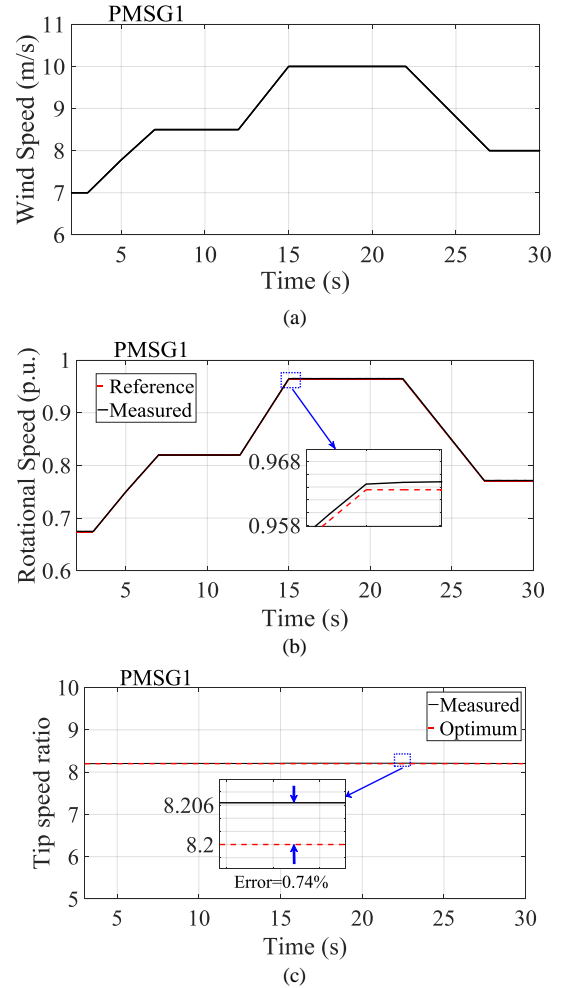 PMSG1
11
10
9
8
7
6
Wind Speed (m/s)
5 10 15 20 25 30
Time (s)
(a)
PMSG1
1
0.9
0.8
0.7
0.6
Rotational Speed (p.u.)
Reference
Measured
0.968
0.958
5 10 15 20 25 30
Time (s)
(b)
PMSG1
10
9
8
7
6
5
Tip speed ratio
Measured
Optimum
8.206
8.2
Error=0.74%
5 10 15 20 25 30
Time (s)
(c)